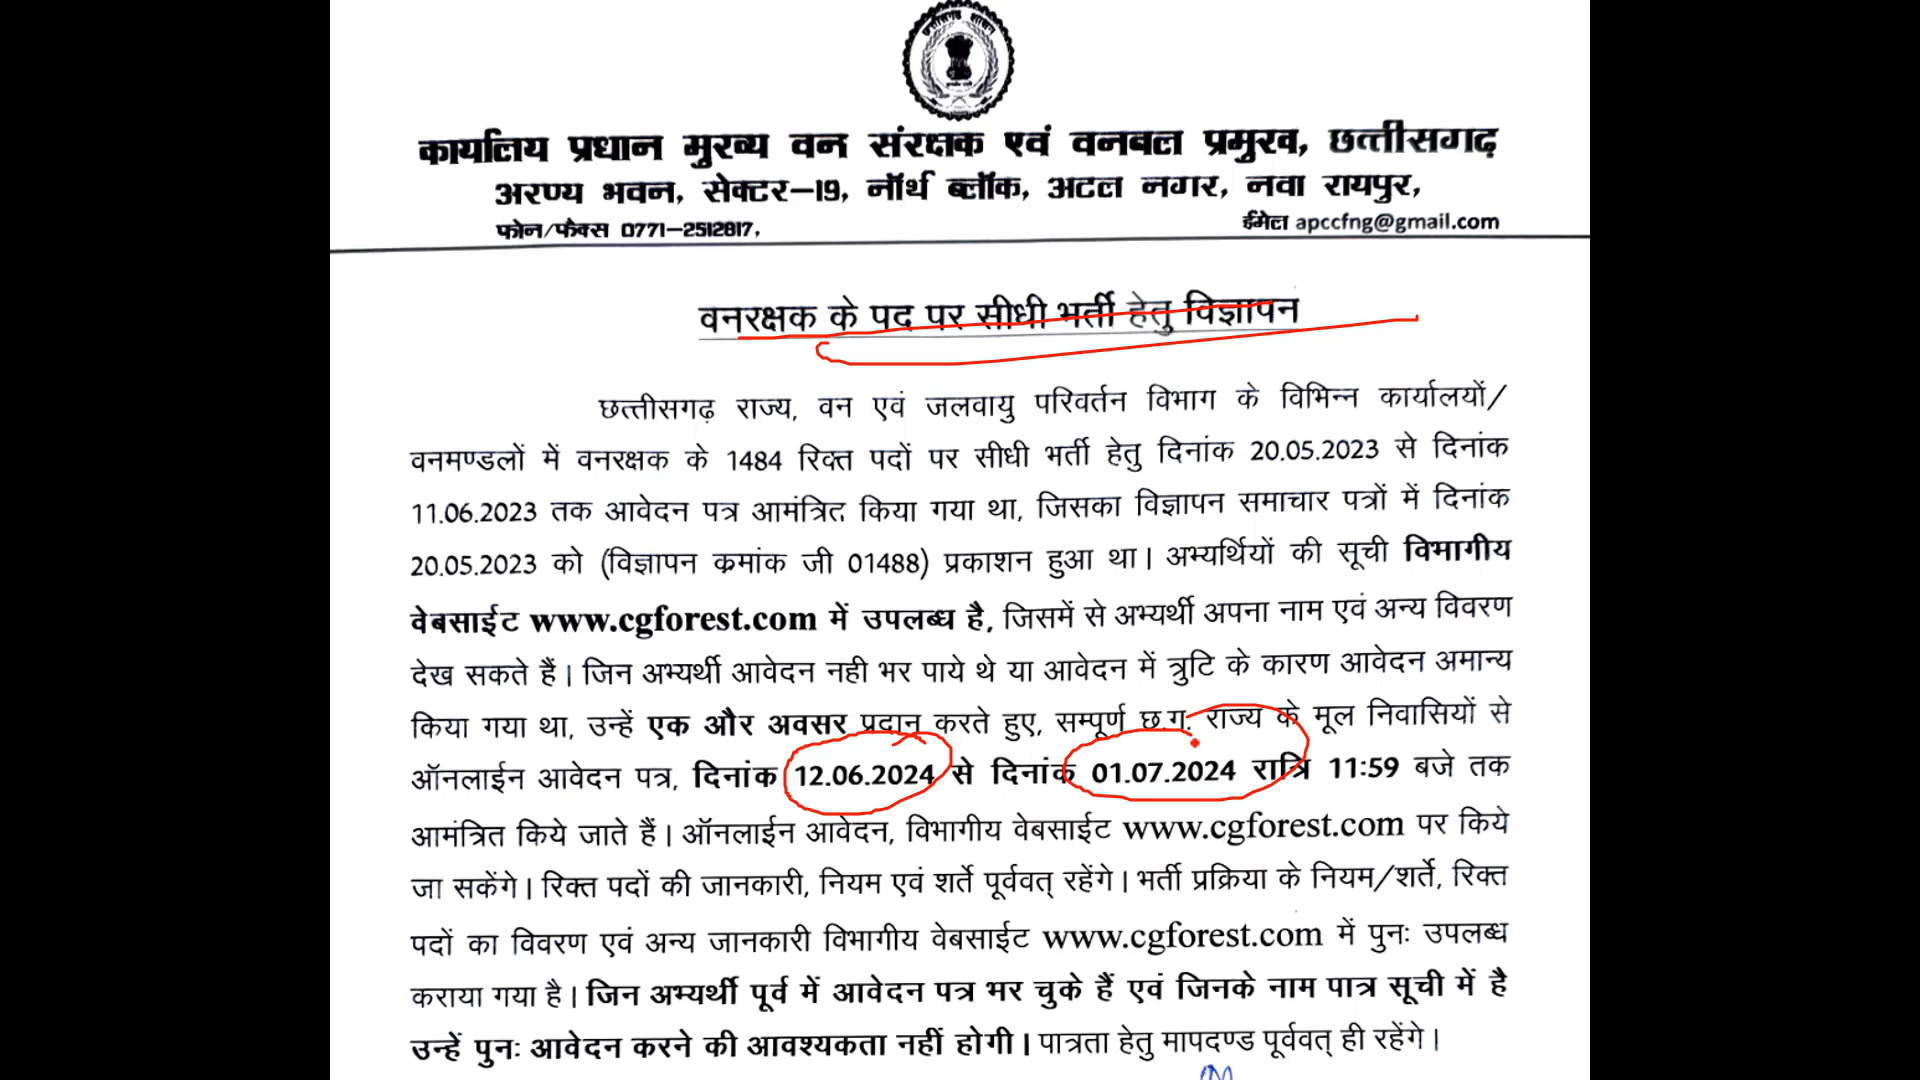 छत्तीसगढ़ शासन
कार्यालय प्रधान मुख्य वन संरक्षक एवं वनबल प्रमुख, छत्तीसगढ़
अरण्य भवन, सेक्टर–19, नॉर्थ ब्लॉक, अटल नगर, नवा रायपुर,
फोन/फैक्स 0771–2512817, ईमेल apccfng@gmail.com
वनरक्षक के पद पर सीधी भर्ती हेतु विज्ञापन
छत्तीसगढ़ राज्य, वन एवं जलवायु परिवर्तन विभाग के विभिन्न कार्यालयों/
वनमण्डलों में वनरक्षक के 1484 रिक्त पदों पर सीधी भर्ती हेतु दिनांक 20.05.2023 से दिनांक
11.06.2023 तक आवेदन पत्र आमंत्रित किया गया था, जिसका विज्ञापन समाचार पत्रों में दिनांक
20.05.2023 को (विज्ञापन कमांक जी 01488) प्रकाशन हुआ था। अभ्यर्थियों की सूची विभागीय
वेबसाईट www.cgforest.com में उपलब्ध है, जिसमें से अभ्यर्थी अपना नाम एवं अन्य विवरण
देख सकते हैं। जिन अभ्यर्थी आवेदन नही भर पाये थे या आवेदन में त्रुटि के कारण आवेदन अमान्य
किया गया था, उन्हें एक और अवसर प्रदान करते हुए, सम्पूर्ण छ.ग. राज्य के मूल निवासियों से
ऑनलाईन आवेदन पत्र, दिनांक 12.06.2024 से दिनांक 01.07.2024 रात्रि 11:59 बजे तक
आमंत्रित किये जाते हैं। ऑनलाईन आवेदन, विभागीय वेबसाईट www.cgforest.com पर किये
जा सकेंगे। रिक्त पदों की जानकारी, नियम एवं शर्ते पूर्ववत् रहेंगे। भर्ती प्रक्रिया के नियम/शर्ते, रिक्त
पदों का विवरण एवं अन्य जानकारी विभागीय वेबसाईट www.cgforest.com में पुनः उपलब्ध
कराया गया है। जिन अभ्यर्थी पूर्व में आवेदन पत्र भर चुके हैं एवं जिनके नाम पात्र सूची में है
उन्हें पुनः आवेदन करने की आवश्यकता नहीं होगी। पात्रता हेतु मापदण्ड पूर्ववत् ही रहेंगे।